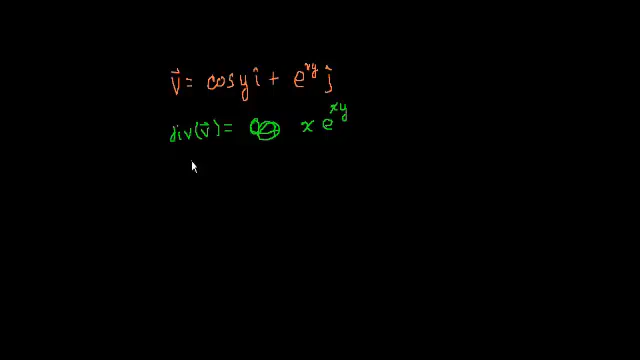 v⃗ = cosy î + e^xy ĵ
div(v⃗) = x e^xy